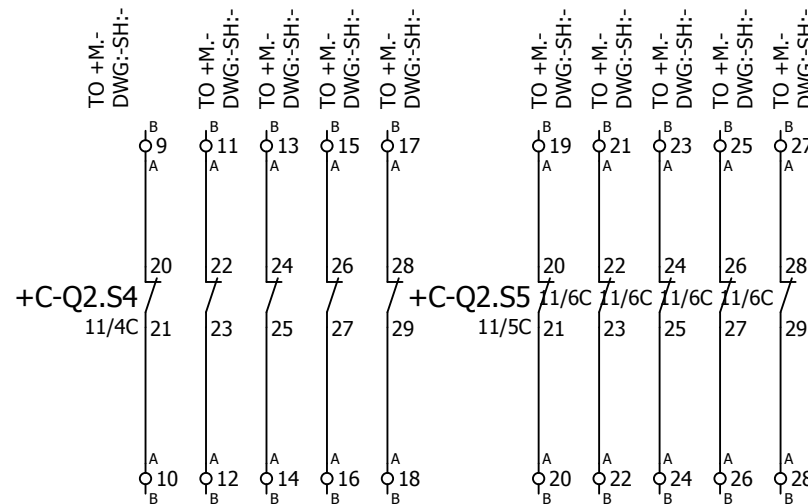 TO +M.-
DWG:-SH:-
TO +M.-
DWG:-SH:-
TO +M.-
DWG:-SH:-
TO +M.-
DWG:-SH:-
TO +M.-
DWG:-SH:-
TO +M.-
DWG:-SH:-
TO +M.-
DWG:-SH:-
TO +M.-
DWG:-SH:-
TO +M.-
DWG:-SH:-
TO +M.-
DWG:-SH:-
B B B B B B B B B B
9 11 13 15 17 19 21 23 25 27
A A A A A A A A A A
20 22 24 26 28 20 22 24 26 28
+C-Q2.S4 +C-Q2.S5 11/6C 11/6C 11/6C 11/6C
11/4C 21 23 25 27 29 11/5C 21 23 25 27 29
A A A A A A A A A A
10 12 14 16 18 20 22 24 26 28
B B B B B B B B B B